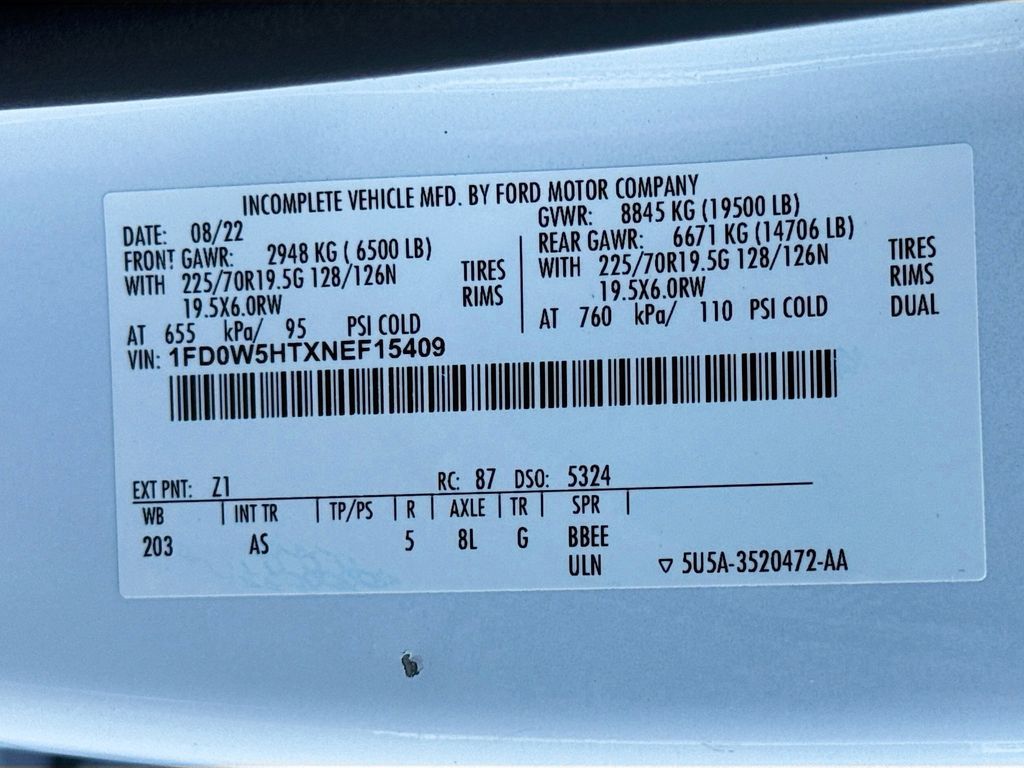 INCOMPLETE VEHICLE MFD. BY FORD MOTOR COMPANY
DATE: 08/22 GVWR: 8845 KG (19500 LB)
FRONT GAWR: 2948 KG ( 6500 LB) REAR GAWR: 6671 KG (14706 LB)
WITH 225/70R19.5G 128/126N TIRES WITH 225/70R19.5G 128/126N TIRES
19.5X6.0RW RIMS 19.5X6.0RW RIMS
AT 655 kPa/ 95 PSI COLD AT 760 kPa/ 110 PSI COLD DUAL
VIN: 1FD0W5HTXNEF15409
EXT PNT: Z1 RC: 87 DSO: 5324
WB | INT TR | TP/PS | R | AXLE | TR | SPR |
203 AS 5 8L G BBEE
ULN ▽ 5U5A-3520472-AA